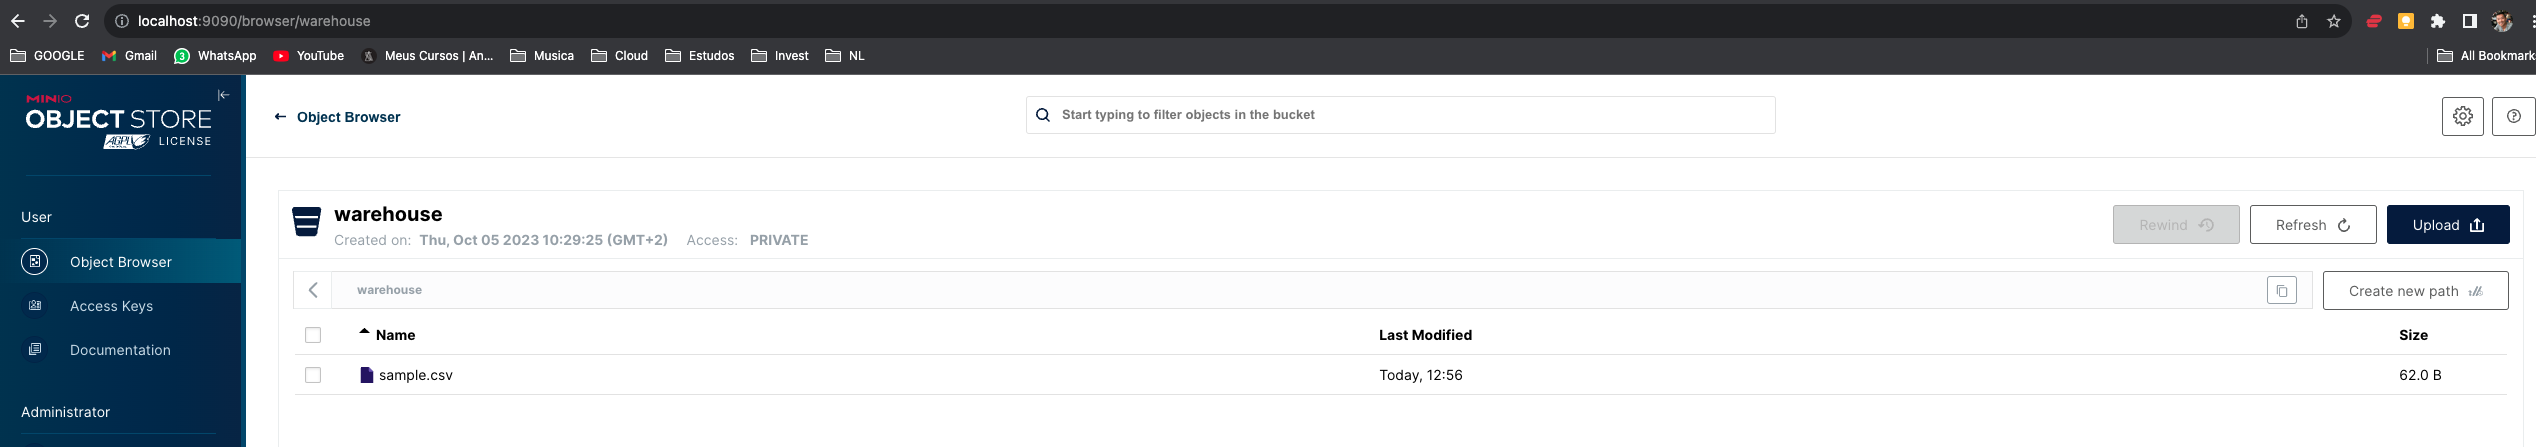 localhost:9090/browser/warehouse
GOOGLE Gmail 3 WhatsApp YouTube Meus Cursos | An... Musica Cloud Estudos Invest NL All Bookmark
MINIO
OBJECT STORE
AGPLv3 LICENSE
Object Browser
Start typing to filter objects in the bucket
User
Object Browser
Access Keys
Documentation
Administrator
warehouse
Created on: Thu, Oct 05 2023 10:29:25 (GMT+2) Access: PRIVATE
Rewind Refresh Upload
warehouse
Create new path
Name Last Modified Size
sample.csv Today, 12:56 62.0 B